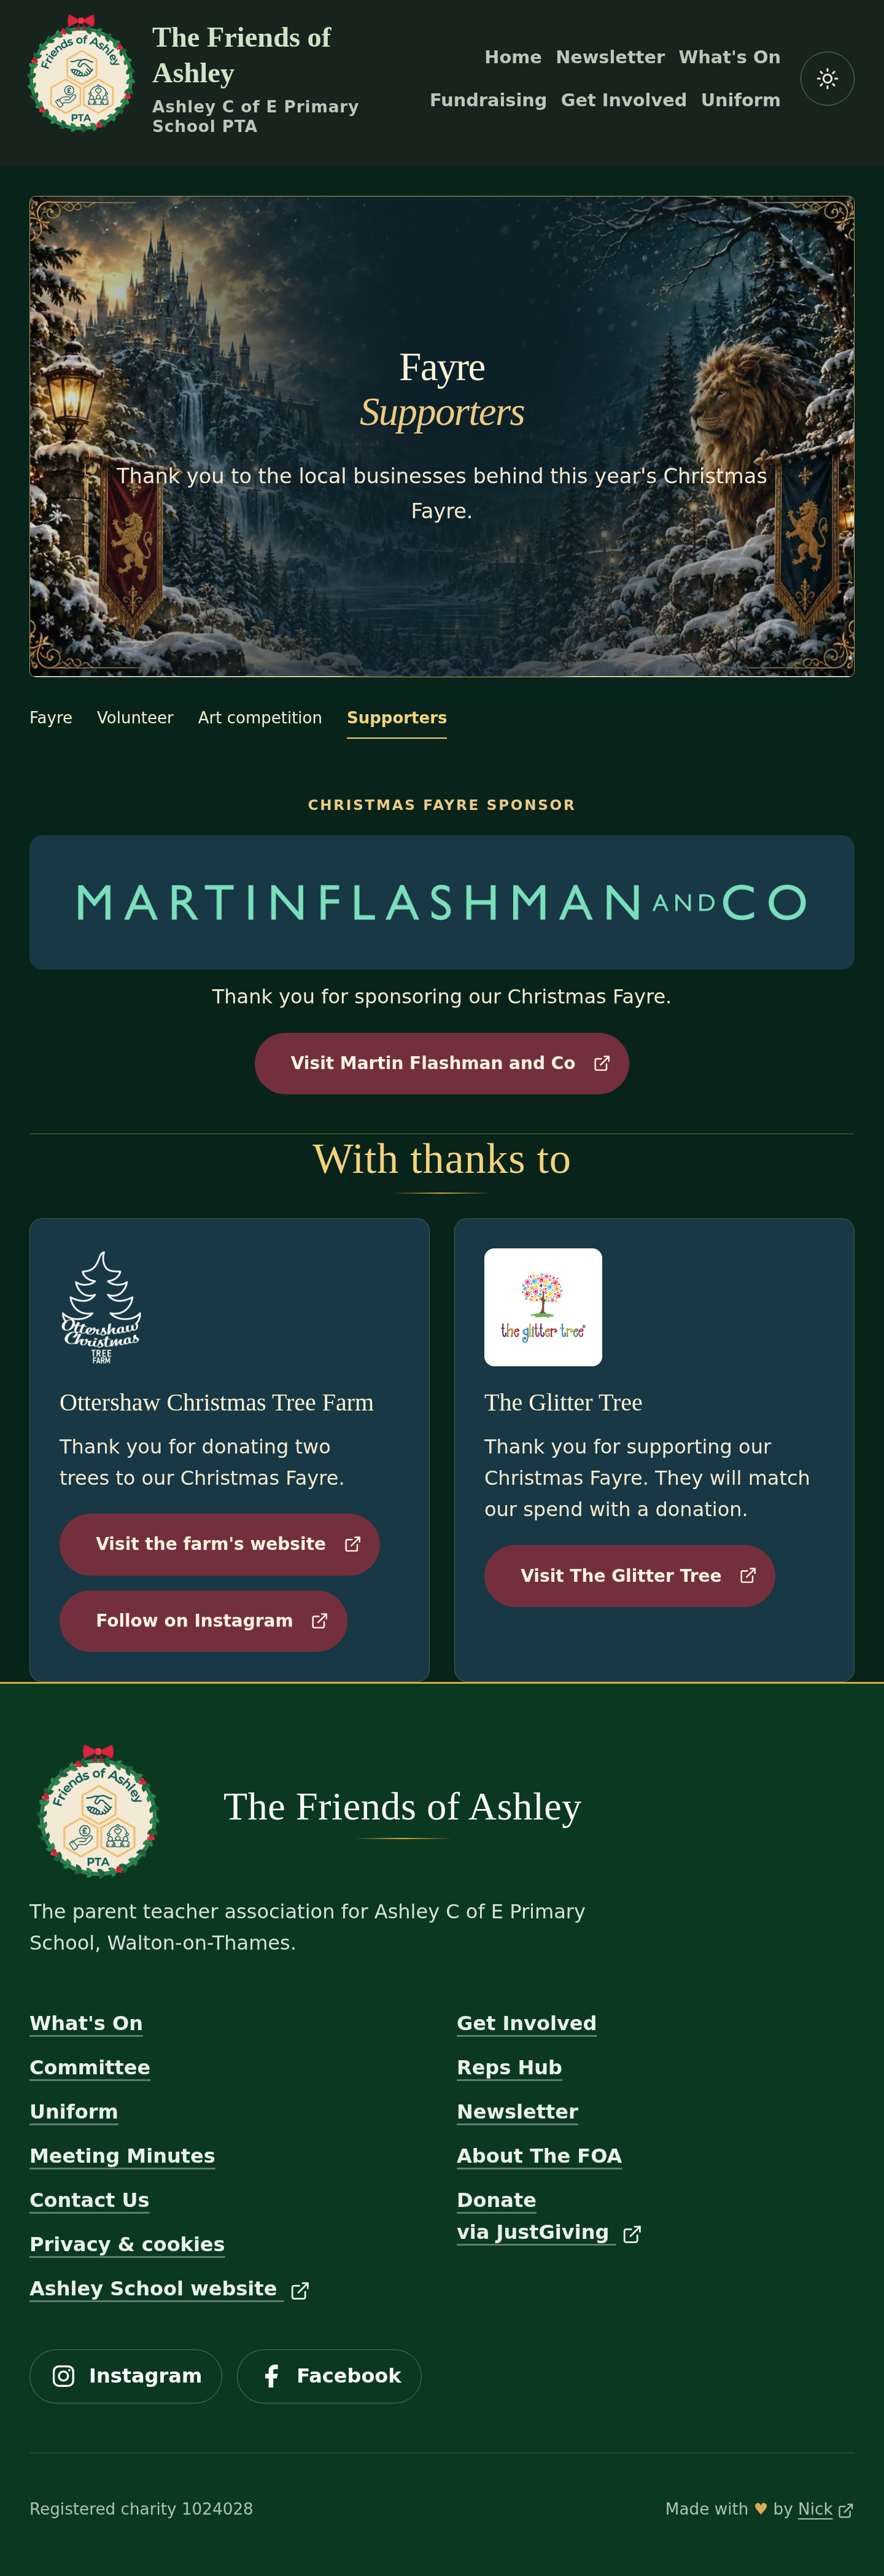 Friends of Ashley
PTA
The Friends of
Ashley
Ashley C of E Primary
School PTA
Home Newsletter What's On
Fundraising Get Involved Uniform
Fayre
Supporters
Thank you to the local businesses behind this year's Christmas
Fayre.
Fayre Volunteer Art competition Supporters
CHRISTMAS FAYRE SPONSOR
MARTINFLASHMAN AND CO
Thank you for sponsoring our Christmas Fayre.
Visit Martin Flashman and Co
With thanks to
Ottershaw
Christmas
TREE
FARM
Ottershaw Christmas Tree Farm
Thank you for donating two
trees to our Christmas Fayre.
Visit the farm's website
Follow on Instagram
the glitter tree®
The Glitter Tree
Thank you for supporting our
Christmas Fayre. They will match
our spend with a donation.
Visit The Glitter Tree
Friends of Ashley
£
PTA
The Friends of Ashley
The parent teacher association for Ashley C of E Primary
School, Walton-on-Thames.
What's On
Committee
Uniform
Meeting Minutes
Contact Us
Privacy & cookies
Ashley School website
Get Involved
Reps Hub
Newsletter
About The FOA
Donate
via JustGiving
Instagram Facebook
Registered charity 1024028
Made with ♥ by Nick